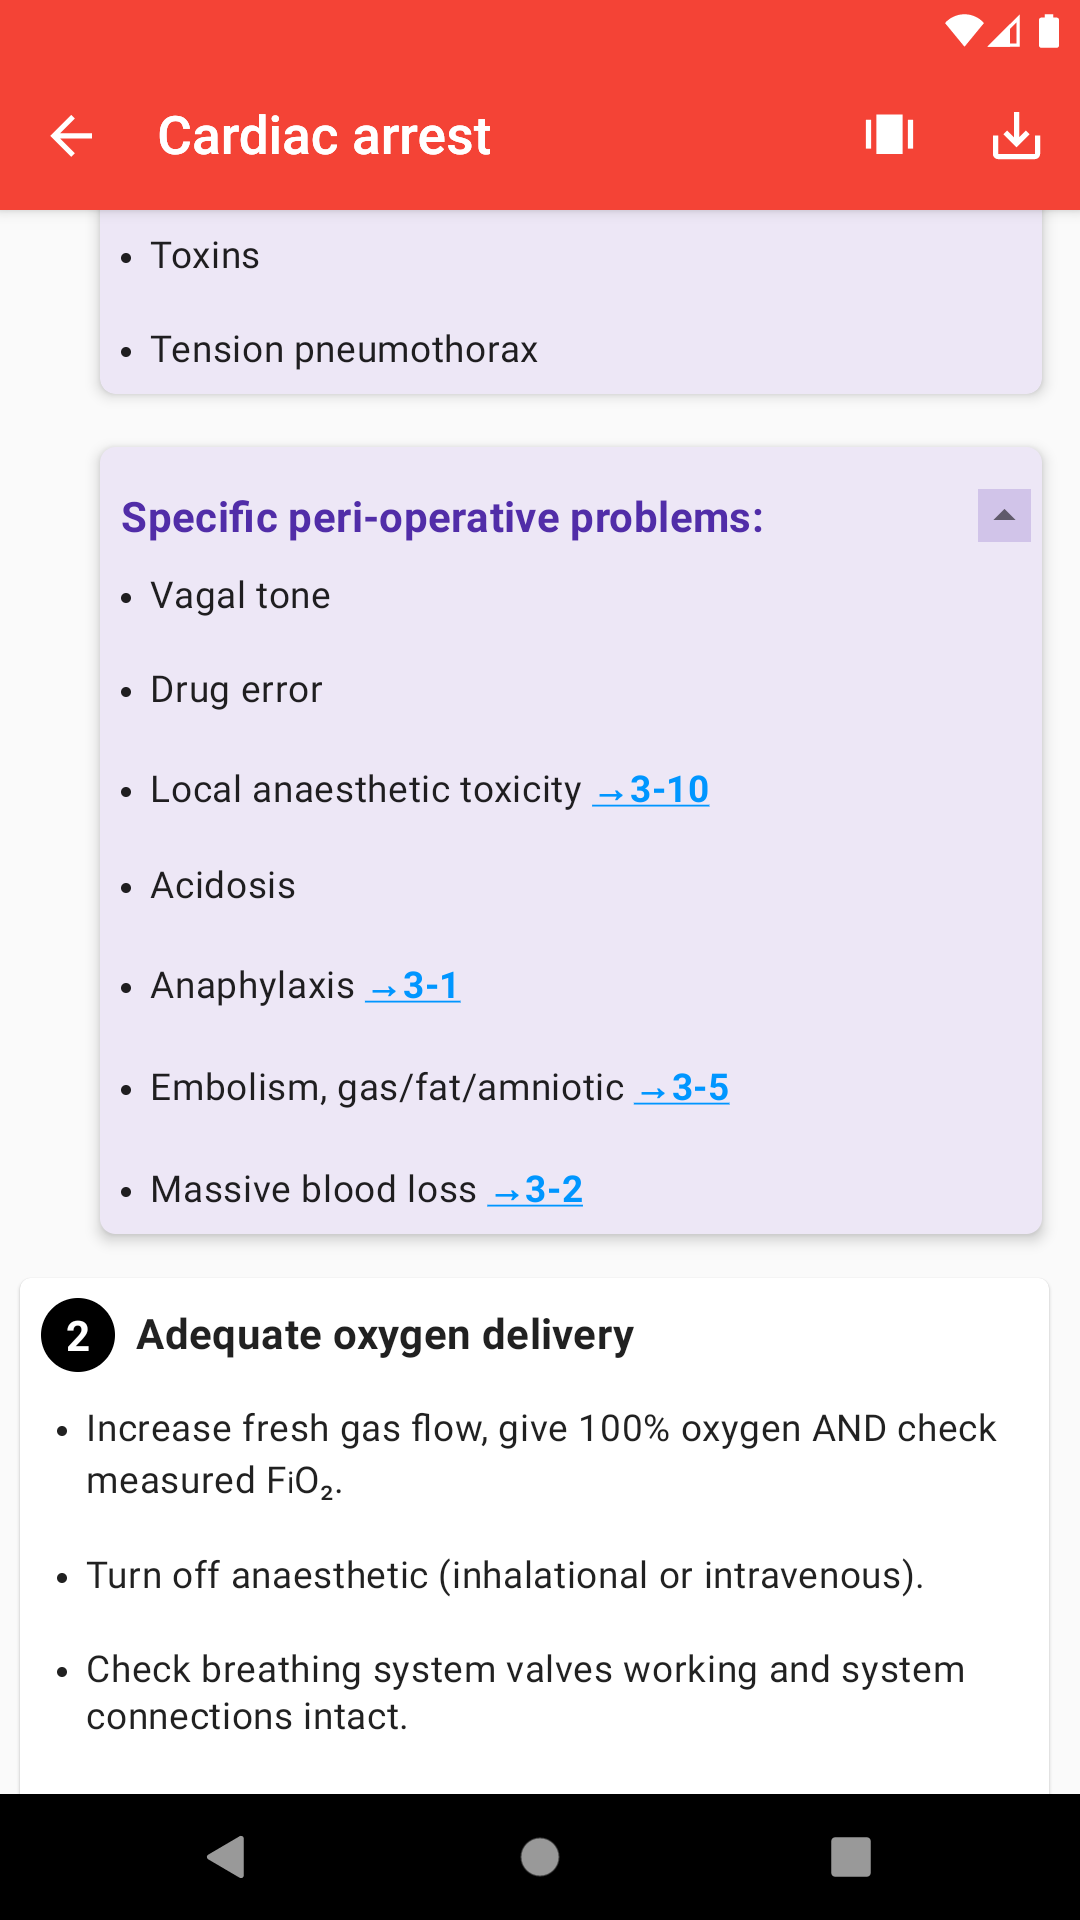 Cardiac arrest
• Toxins
• Tension pneumothorax
Specific peri-operative problems:
• Vagal tone
• Drug error
• Local anaesthetic toxicity →3-10
• Acidosis
• Anaphylaxis →3-1
• Embolism, gas/fat/amniotic →3-5
• Massive blood loss →3-2
2 Adequate oxygen delivery
• Increase fresh gas flow, give 100% oxygen AND check
measured FiO₂.
• Turn off anaesthetic (inhalational or intravenous).
• Check breathing system valves working and system
connections intact.